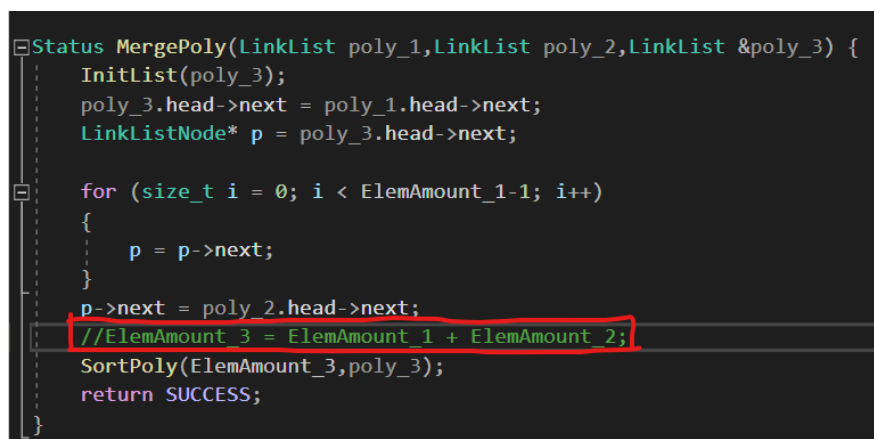 Status MergePoly(LinkList poly_1,LinkList poly_2,LinkList &poly_3) {
    InitList(poly_3);
    poly_3.head->next = poly_1.head->next;
    LinkListNode* p = poly_3.head->next;

    for (size_t i = 0; i < ElemAmount_1-1; i++)
    {
        p = p->next;
    }
    p->next = poly_2.head->next;
    //ElemAmount_3 = ElemAmount_1 + ElemAmount_2;
    SortPoly(ElemAmount_3,poly_3);
    return SUCCESS;
}